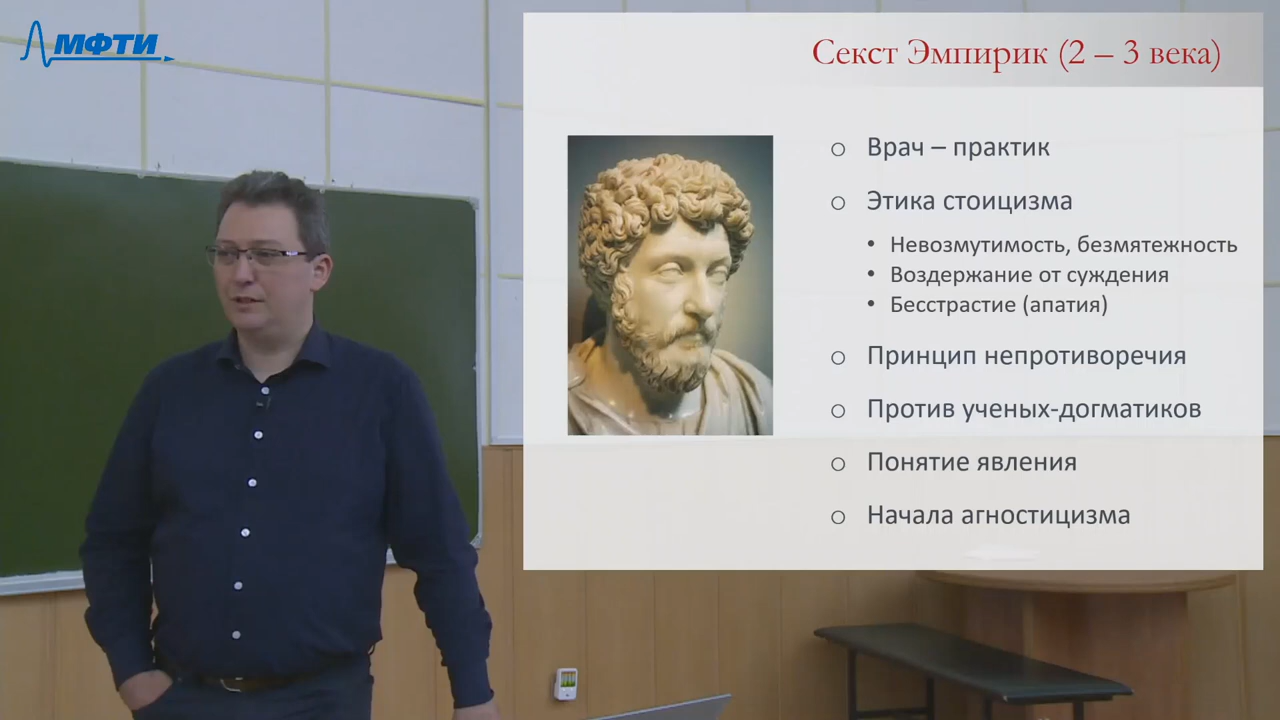 МФТИ
Секст Эмпирик (2 – 3 века)
Врач – практик
Этика стоицизма
Невозмутимость, безмятежность
Воздержание от суждения
Бесстрастие (апатия)
Принцип непротиворечия
Против ученых-догматиков
Понятие явления
Начала агностицизма